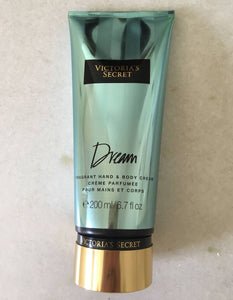 VICTORIA'S
SECRET
Dream
FRAGRANT HAND & BODY CREAM
CRÈME PARFUMÉE
POUR MAINS ET CORPS
e 200 ml/6.7 fl oz
VICTORIA'S SECRET